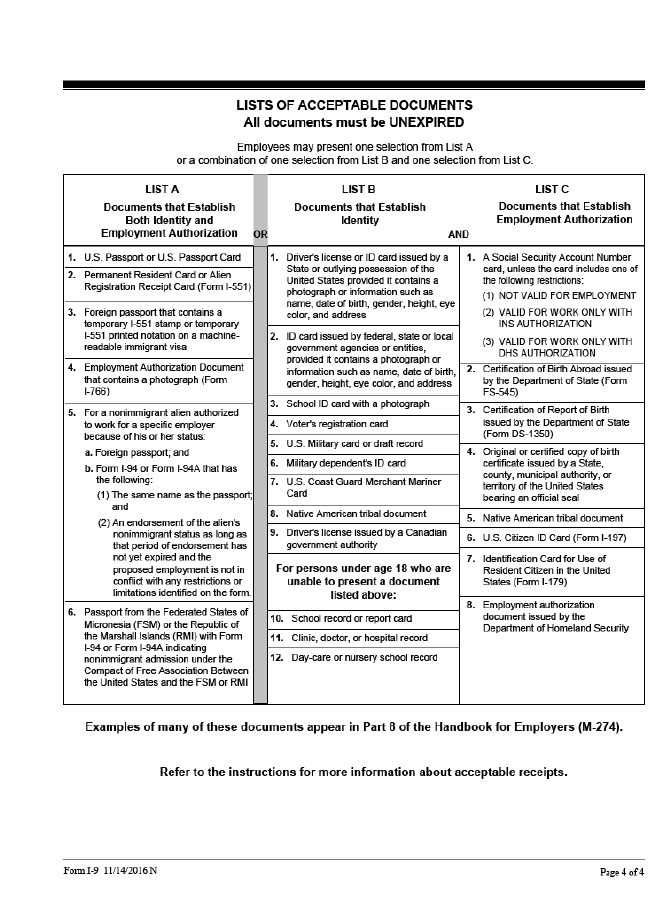 LISTS OF ACCEPTABLE DOCUMENTS
All documents must be UNEXPIRED
Employees may present one selection from List A
or a combination of one selection from List B and one selection from List C.
LIST A
Documents that Establish
Both Identity and
Employment Authorization
OR
LIST B
Documents that Establish
Identity
AND
LIST C
Documents that Establish
Employment Authorization
1. U.S. Passport or U.S. Passport Card
2. Permanent Resident Card or Alien
Registration Receipt Card (Form I-551)
3. Foreign passport that contains a
temporary I-551 stamp or temporary
I-551 printed notation on a machine-
readable immigrant visa
4. Employment Authorization Document
that contains a photograph (Form
I-766)
5. For a nonimmigrant alien authorized
to work for a specific employer
because of his or her status:
a. Foreign passport; and
b. Form I-94 or Form I-94A that has
the following:
(1) The same name as the passport;
and
(2) An endorsement of the alien's
nonimmigrant status as long as
that period of endorsement has
not yet expired and the
proposed employment is not in
conflict with any restrictions or
limitations identified on the form.
6. Passport from the Federated States of
Micronesia (FSM) or the Republic of
the Marshall Islands (RMI) with Form
I-94 or Form I-94A indicating
nonimmigrant admission under the
Compact of Free Association Between
the United States and the FSM or RMI
1. Driver's license or ID card issued by a
State or outlying possession of the
United States provided it contains a
photograph or information such as
name, date of birth, gender, height, eye
color, and address
2. ID card issued by federal, state or local
government agencies or entities,
provided it contains a photograph or
information such as name, date of birth,
gender, height, eye color, and address
3. School ID card with a photograph
4. Voter's registration card
5. U.S. Military card or draft record
6. Military dependent's ID card
7. U.S. Coast Guard Merchant Mariner
Card
8. Native American tribal document
9. Driver's license issued by a Canadian
government authority
For persons under age 18 who are
unable to present a document
listed above:
10. School record or report card
11. Clinic, doctor, or hospital record
12. Day-care or nursery school record
1. A Social Security Account Number
card, unless the card includes one of
the following restrictions:
(1) NOT VALID FOR EMPLOYMENT
(2) VALID FOR WORK ONLY WITH
INS AUTHORIZATION
(3) VALID FOR WORK ONLY WITH
DHS AUTHORIZATION
2. Certification of Birth Abroad issued
by the Department of State (Form
FS-545)
3. Certification of Report of Birth
issued by the Department of State
(Form DS-1350)
4. Original or certified copy of birth
certificate issued by a State,
county, municipal authority, or
territory of the United States
bearing an official seal
5. Native American tribal document
6. U.S. Citizen ID Card (Form I-197)
7. Identification Card for Use of
Resident Citizen in the United
States (Form I-179)
8. Employment authorization
document issued by the
Department of Homeland Security
Examples of many of these documents appear in Part 8 of the Handbook for Employers (M-274).
Refer to the instructions for more information about acceptable receipts.
Form I-9 11/14/2016 N
Page 4 of 4